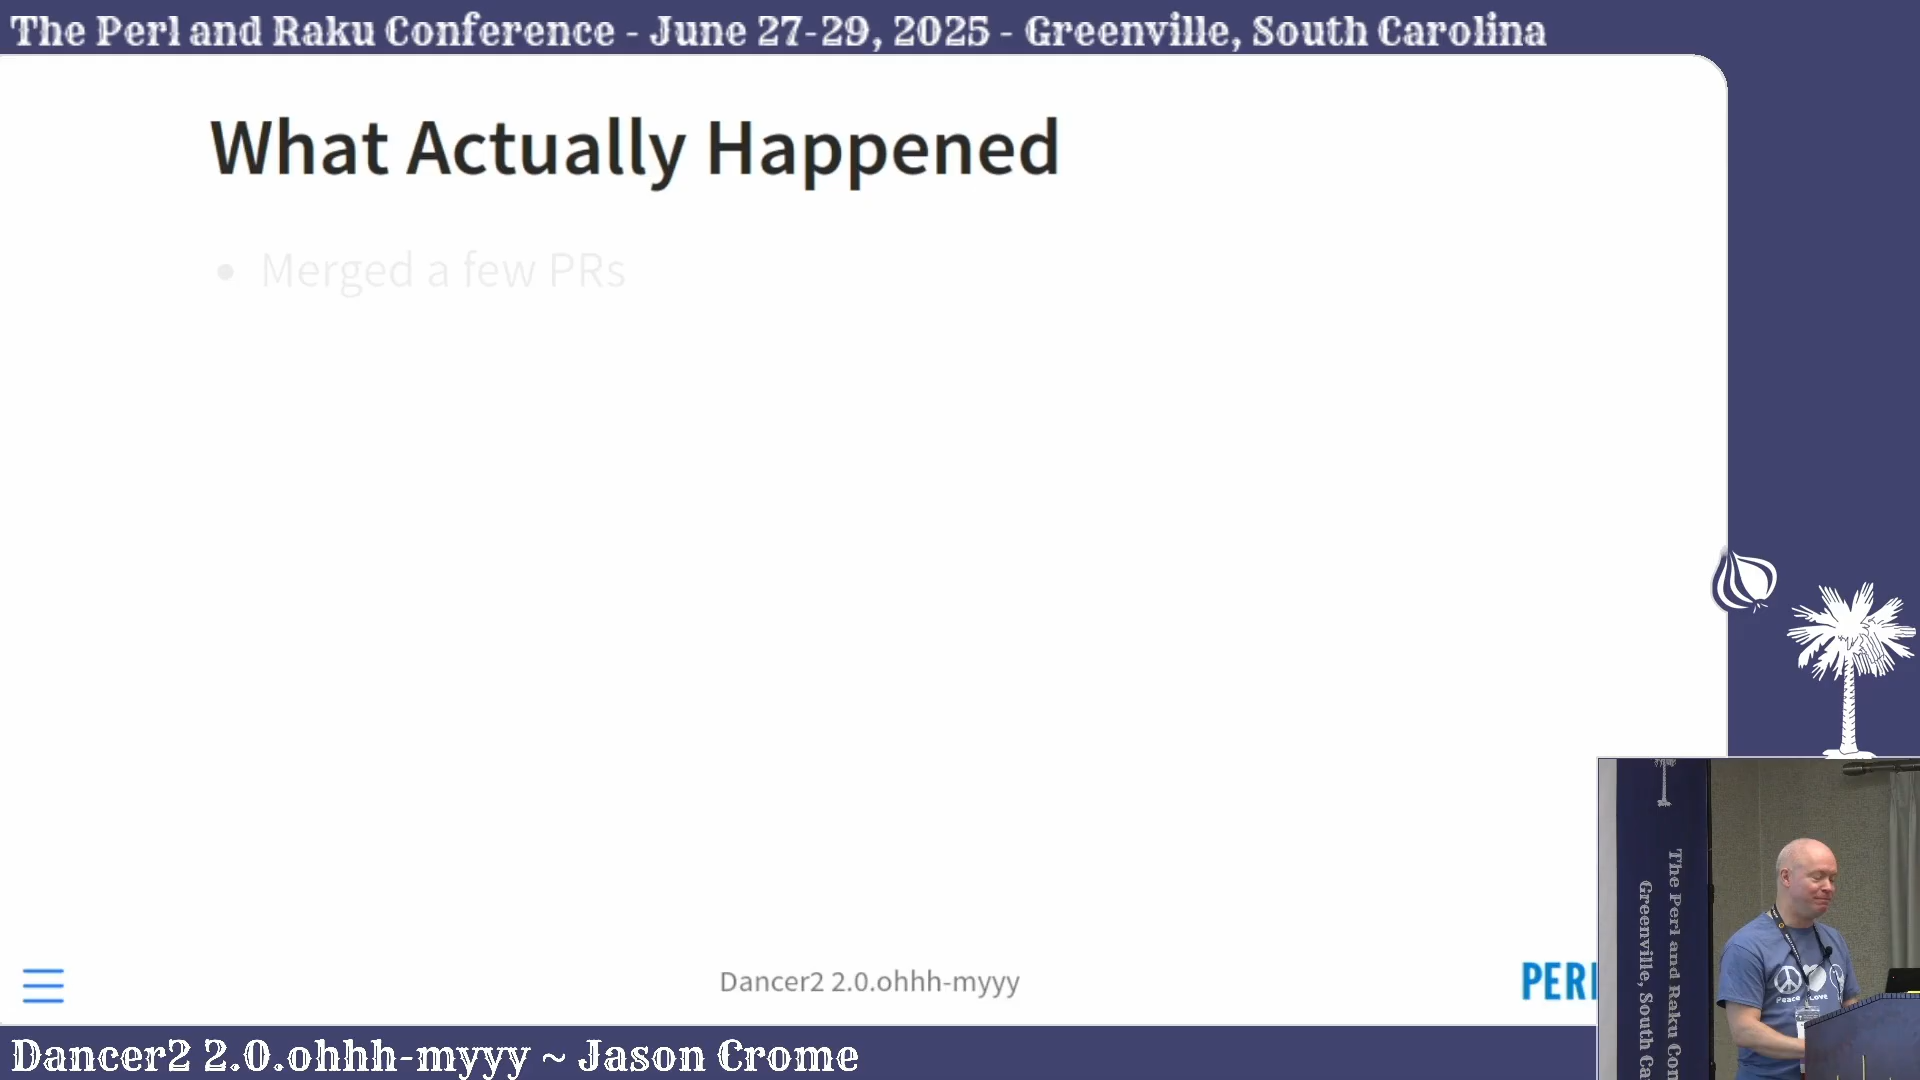 The Perl and Raku Conference - June 27-29, 2025 - Greenville, South Carolina
What Actually Happened
• Merged a few PRs
Dancer2 2.0.ohhh-myyy
PERL
The Perl and Raku Con
Greenville, South Ca
Peace Love
Dancer2 2.0.ohhh-myyy ~ Jason Crome